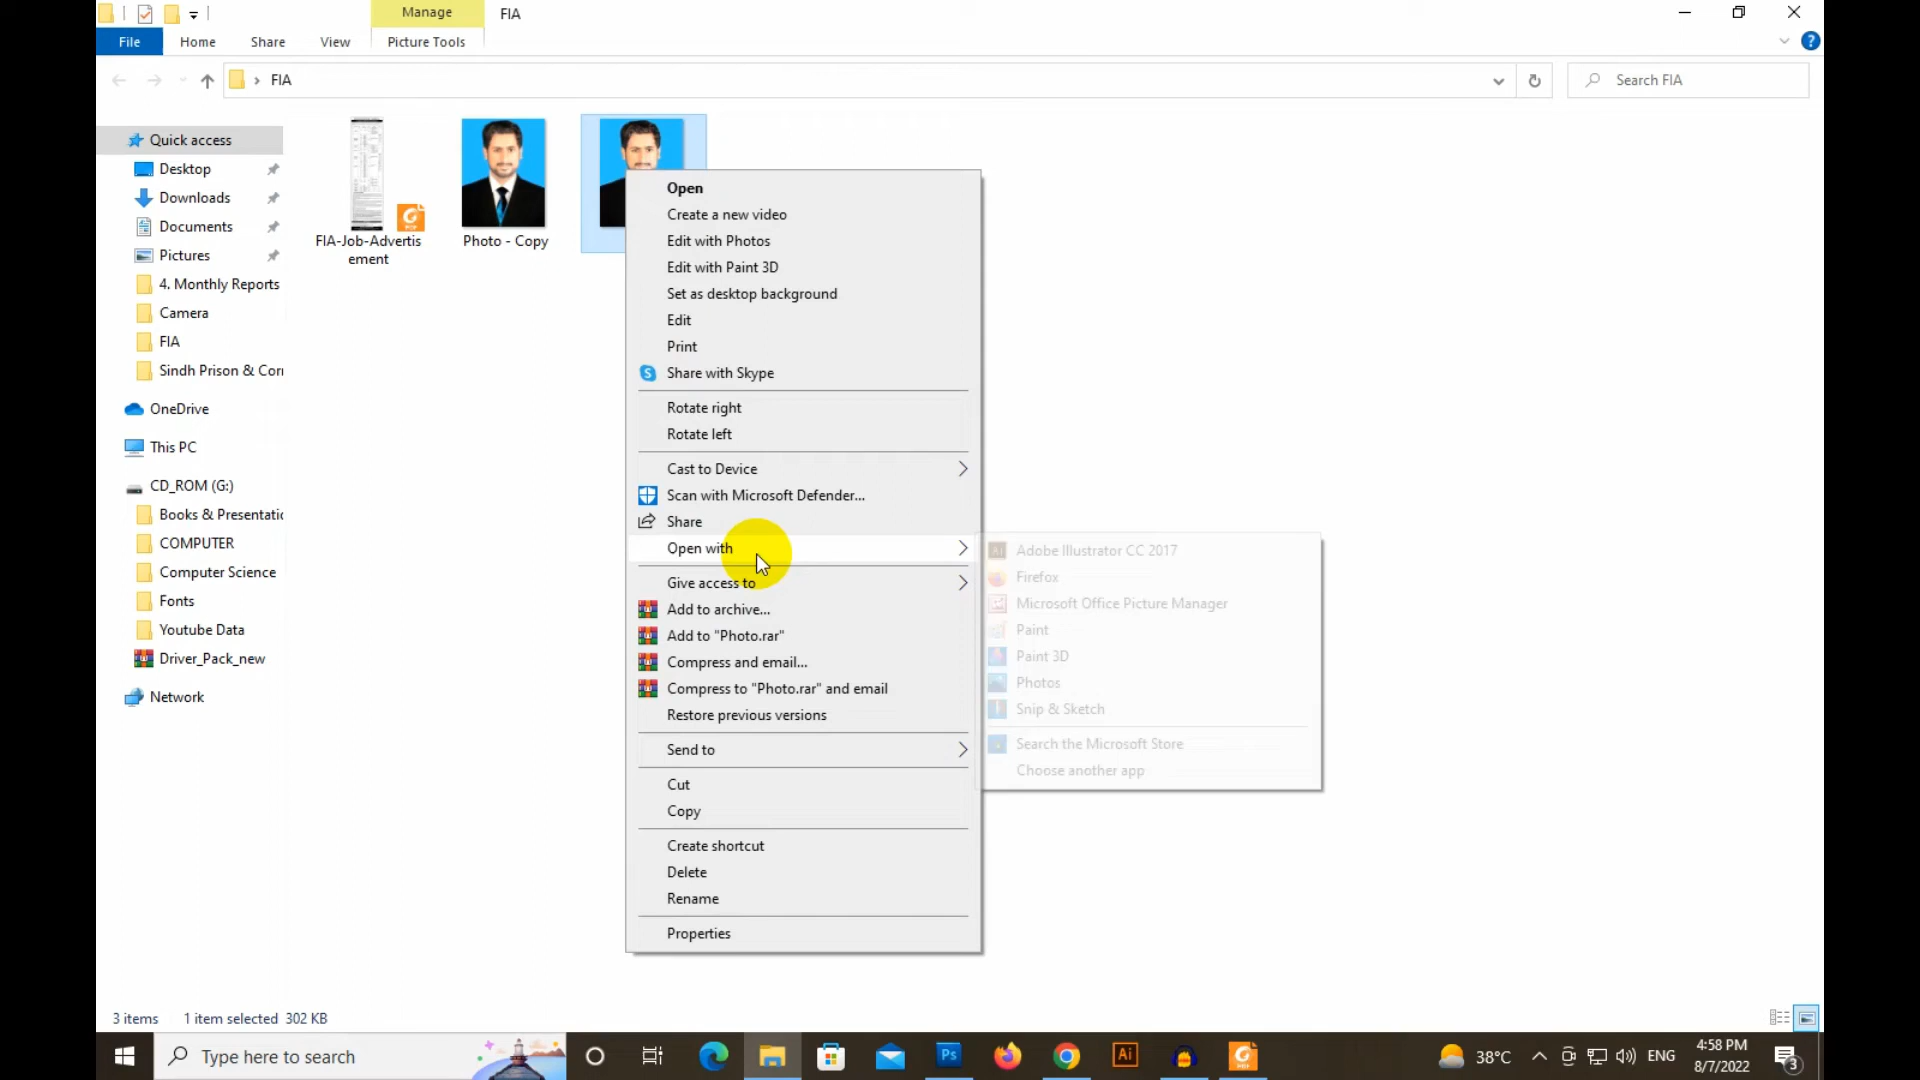 Manage
FIA
File
Home
Share
View
Picture Tools
FIA
Search FIA
Quick access
Desktop
Downloads
Documents
Pictures
4. Monthly Reports
Camera
FIA
Sindh Prison & Corr
OneDrive
This PC
CD_ROM (G:)
Books & Presentatic
COMPUTER
Computer Science
Fonts
Youtube Data
Driver_Pack_new
Network
FIA-Job-Advertis
ement
Photo - Copy
Open
Create a new video
Edit with Photos
Edit with Paint 3D
Set as desktop background
Edit
Print
Share with Skype
Rotate right
Rotate left
Cast to Device
Scan with Microsoft Defender...
Share
Open with
Give access to
Add to archive...
Add to "Photo.rar"
Compress and email...
Compress to "Photo.rar" and email
Restore previous versions
Send to
Cut
Copy
Create shortcut
Delete
Rename
Properties
Adobe Illustrator CC 2017
Firefox
Microsoft Office Picture Manager
Paint
Paint 3D
Photos
Snip & Sketch
Search the Microsoft Store
Choose another app
3 items
1 item selected 302 KB
Type here to search
Ps
Ai
38°C
ENG
4:58 PM
8/7/2022
3